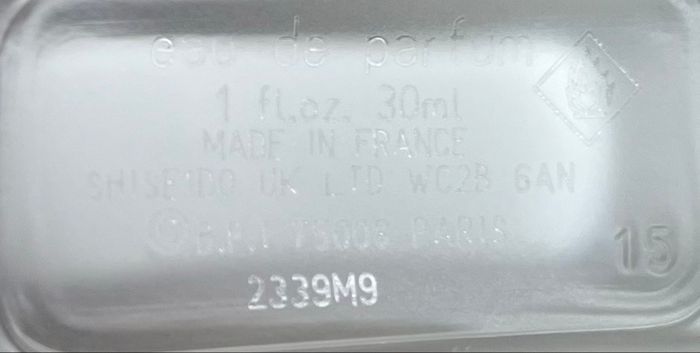 eau de parfum
1 fl.oz. 30ml
MADE IN FRANCE
SHISEIDO UK LTD WC2B 6AN
© B.P.I 75008 PARIS
15
2339M9